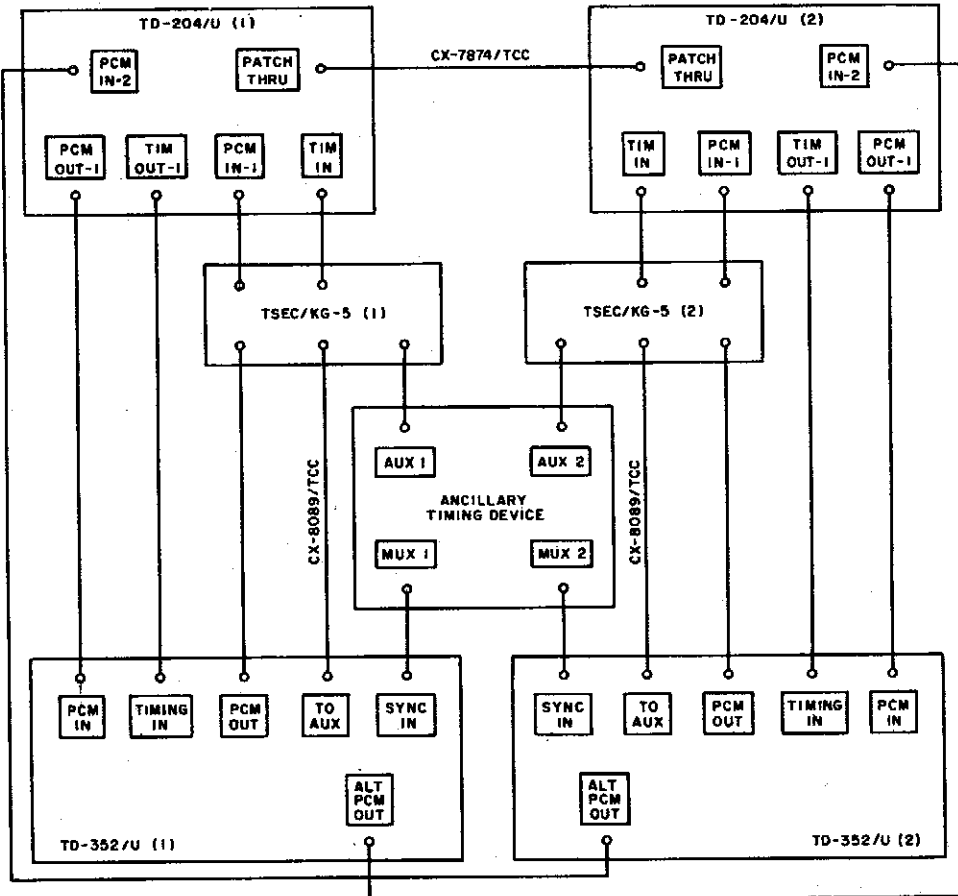 TD-204/U (1)
TD-204/U (2)
PCM
IN-2
PATCH
THRU
CX-7874/TCC
PATCH
THRU
PCM
IN-2
PCM
OUT-1
TIM
OUT-1
PCM
IN-1
TIM
IN
TIM
IN
PCM
IN-1
TIM
OUT-1
PCM
OUT-1
TSEC/KG-5 (1)
TSEC/KG-5 (2)
AUX 1
AUX 2
ANCILLARY
TIMING DEVICE
MUX 1
MUX 2
CX-8089/TCC
CX-8089/TCC
PCM
IN
TIMING
IN
PCM
OUT
TO
AUX
SYNC
IN
SYNC
IN
TO
AUX
PCM
OUT
TIMING
IN
PCM
IN
ALT
PCM
OUT
ALT
PCM
OUT
TD-352/U (1)
TD-352/U (2)